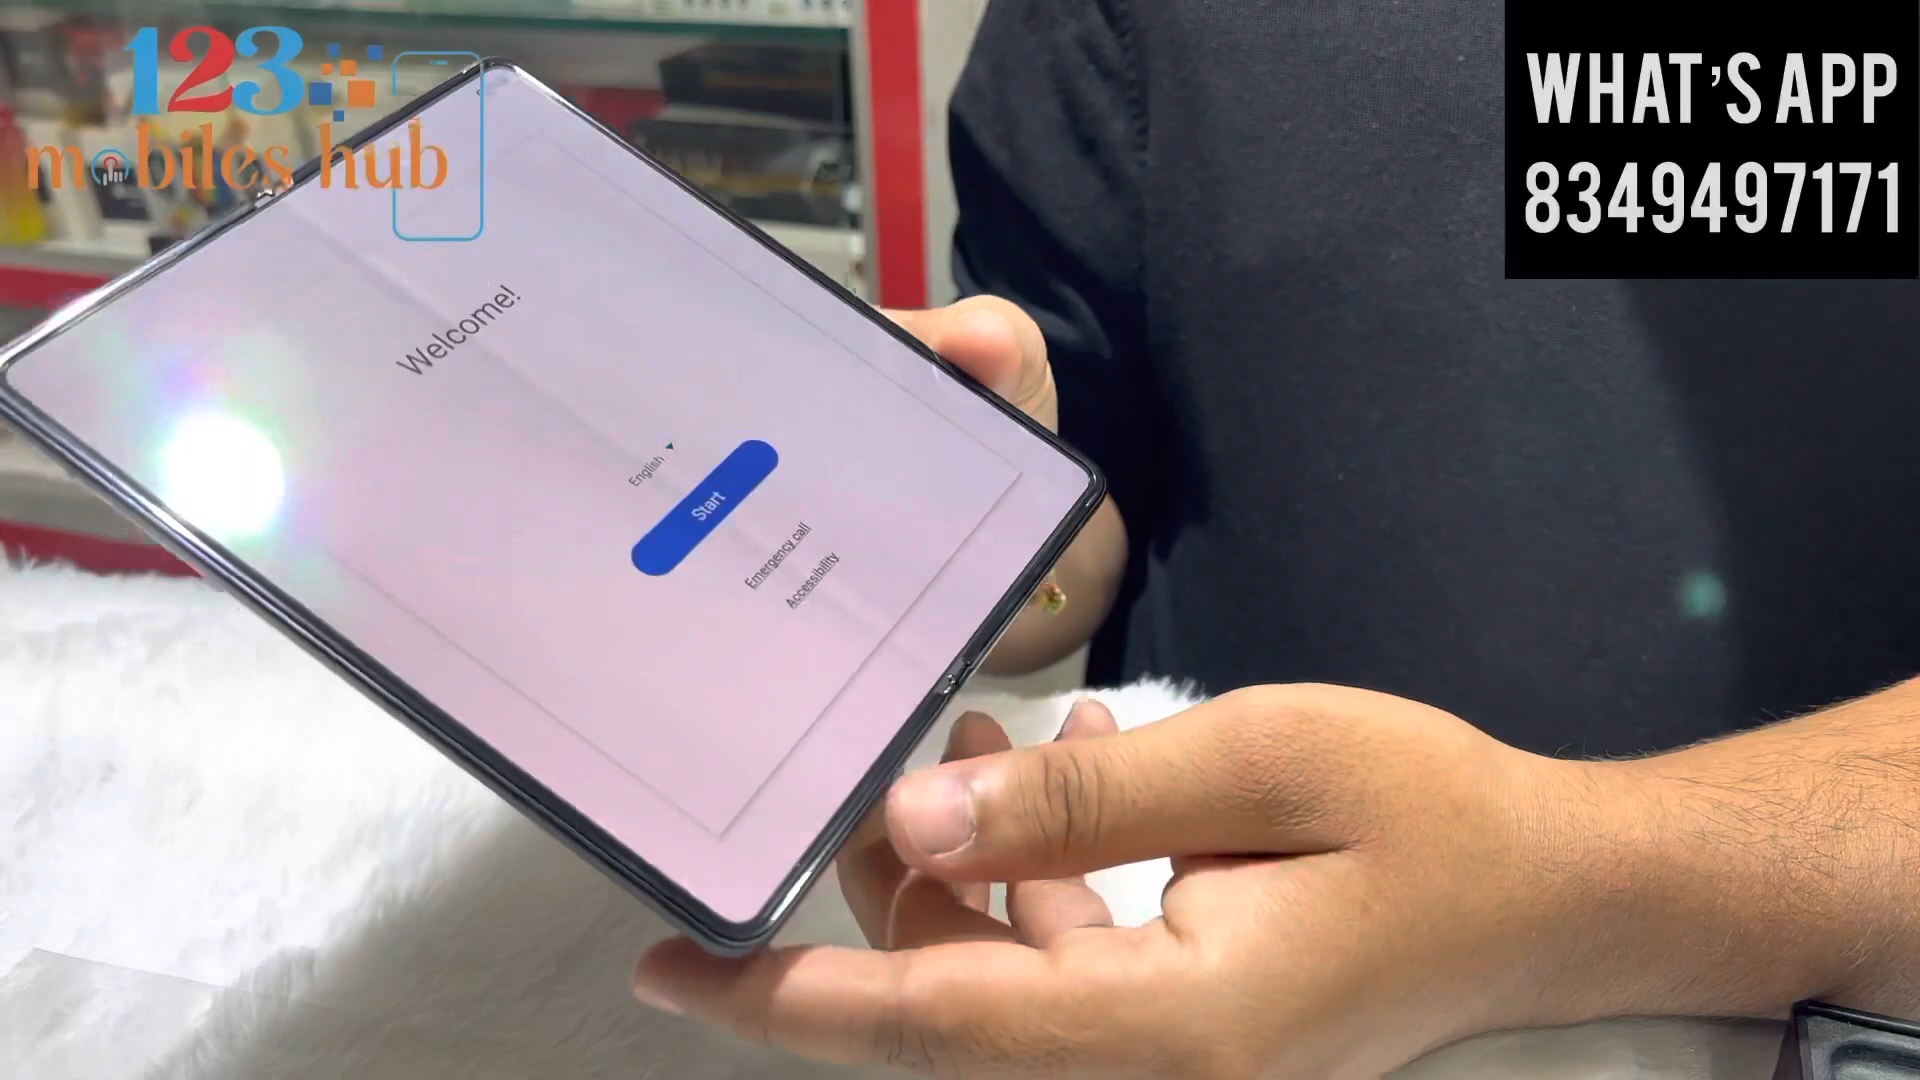 123
mobiles hub
WHAT'S APP
8349497171
Welcome!
English
Start
Emergency call
Accessibility